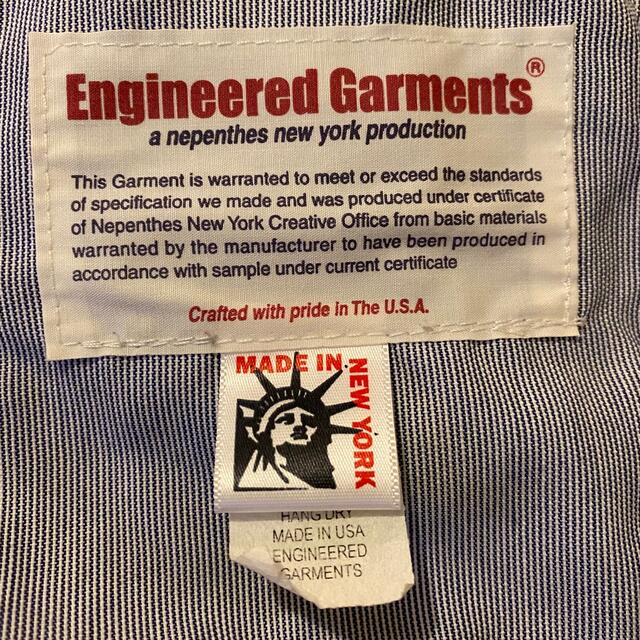 Engineered Garments®
a nepenthes new york production
This Garment is warranted to meet or exceed the standards
of specification we made and was produced under certificate
of Nepenthes New York Creative Office from basic materials
warranted by the manufacturer to have been produced in
accordance with sample under current certificate
Crafted with pride in The U.S.A.
MADE IN
NEW YORK
HANG DRY
MADE IN USA
ENGINEERED
GARMENTS